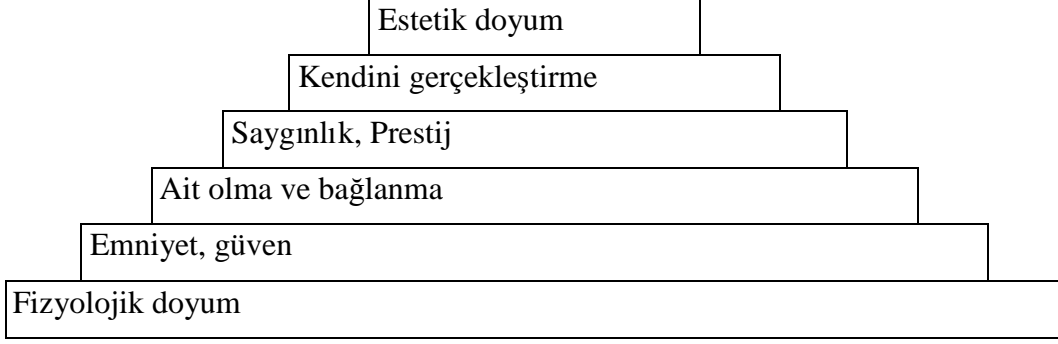 Estetik doyum
Kendini gerçekleştirme
Saygınlık, Prestij
Ait olma ve bağlanma
Emniyet, güven
Fizyolojik doyum